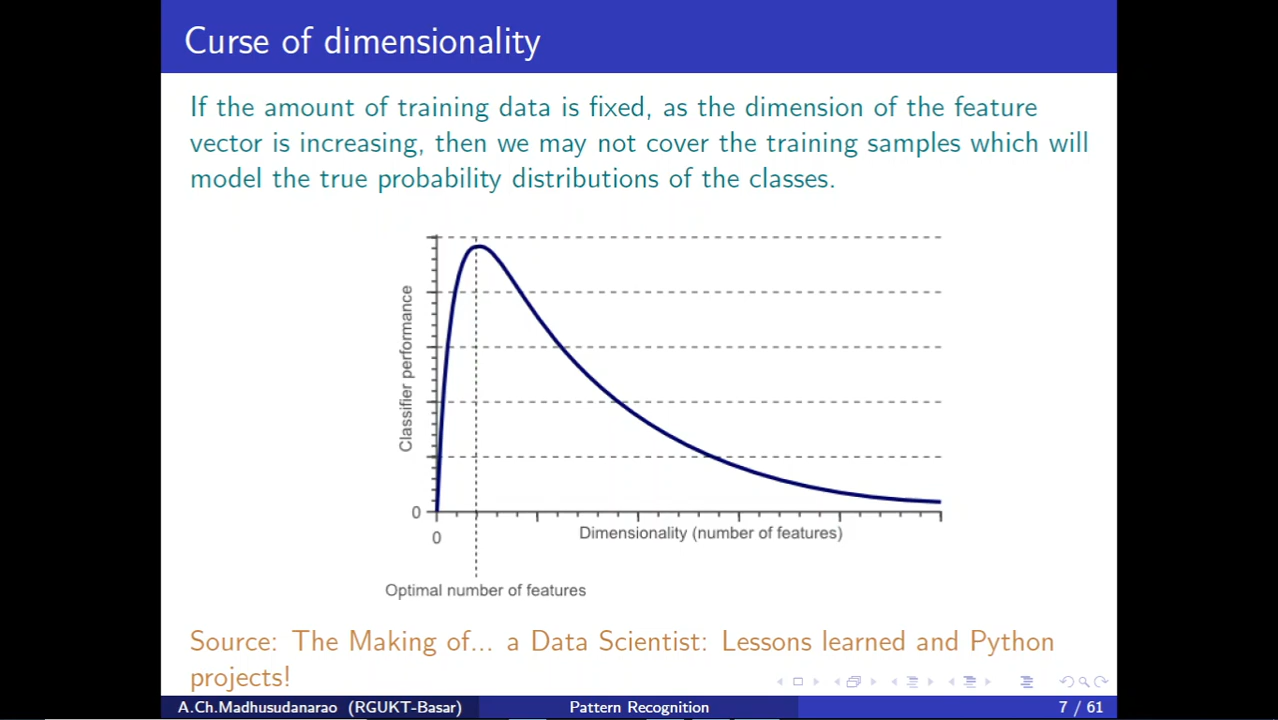 Curse of dimensionality
If the amount of training data is fixed, as the dimension of the feature
vector is increasing, then we may not cover the training samples which will
model the true probability distributions of the classes.
Classifier performance
0
0
Dimensionality (number of features)
Optimal number of features
Source: The Making of... a Data Scientist: Lessons learned and Python
projects!
A.Ch.Madhusudanarao (RGUKT-Basar)
Pattern Recognition
7 / 61